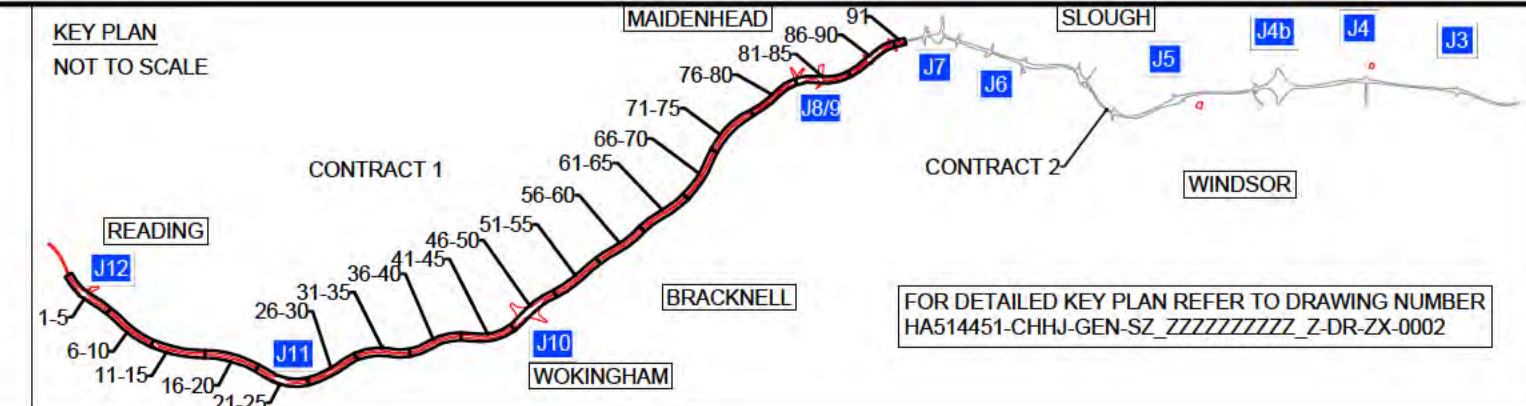 KEY PLAN
NOT TO SCALE
MAIDENHEAD
SLOUGH
91
86-90
81-85
76-80
71-75
66-70
61-65
56-60
51-55
46-50
41-45
36-40
31-35
26-30
21-25
16-20
11-15
6-10
1-5
J7
J6
J5
J4b
J4
J3
J8/9
CONTRACT 1
CONTRACT 2
WINDSOR
READING
J12
J11
J10
WOKINGHAM
BRACKNELL
FOR DETAILED KEY PLAN REFER TO DRAWING NUMBER
HA514451-CHHJ-GEN-SZ_ZZZZZZZZZZ_Z-DR-ZX-0002